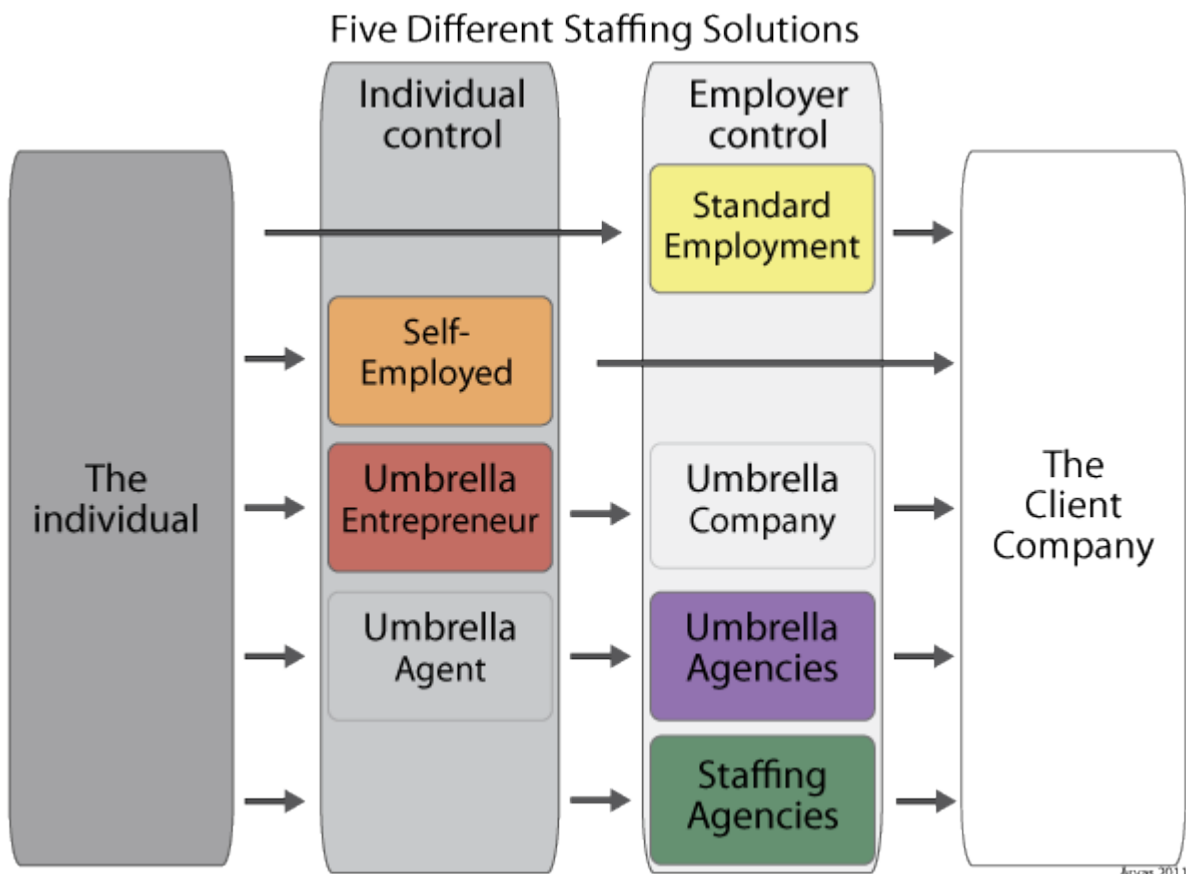 Five Different Staffing Solutions
Individual
control
Employer
control
Standard
Employment
Self-
Employed
The
individual
Umbrella
Entrepreneur
Umbrella
Company
The
Client
Company
Umbrella
Agent
Umbrella
Agencies
Staffing
Agencies
2011